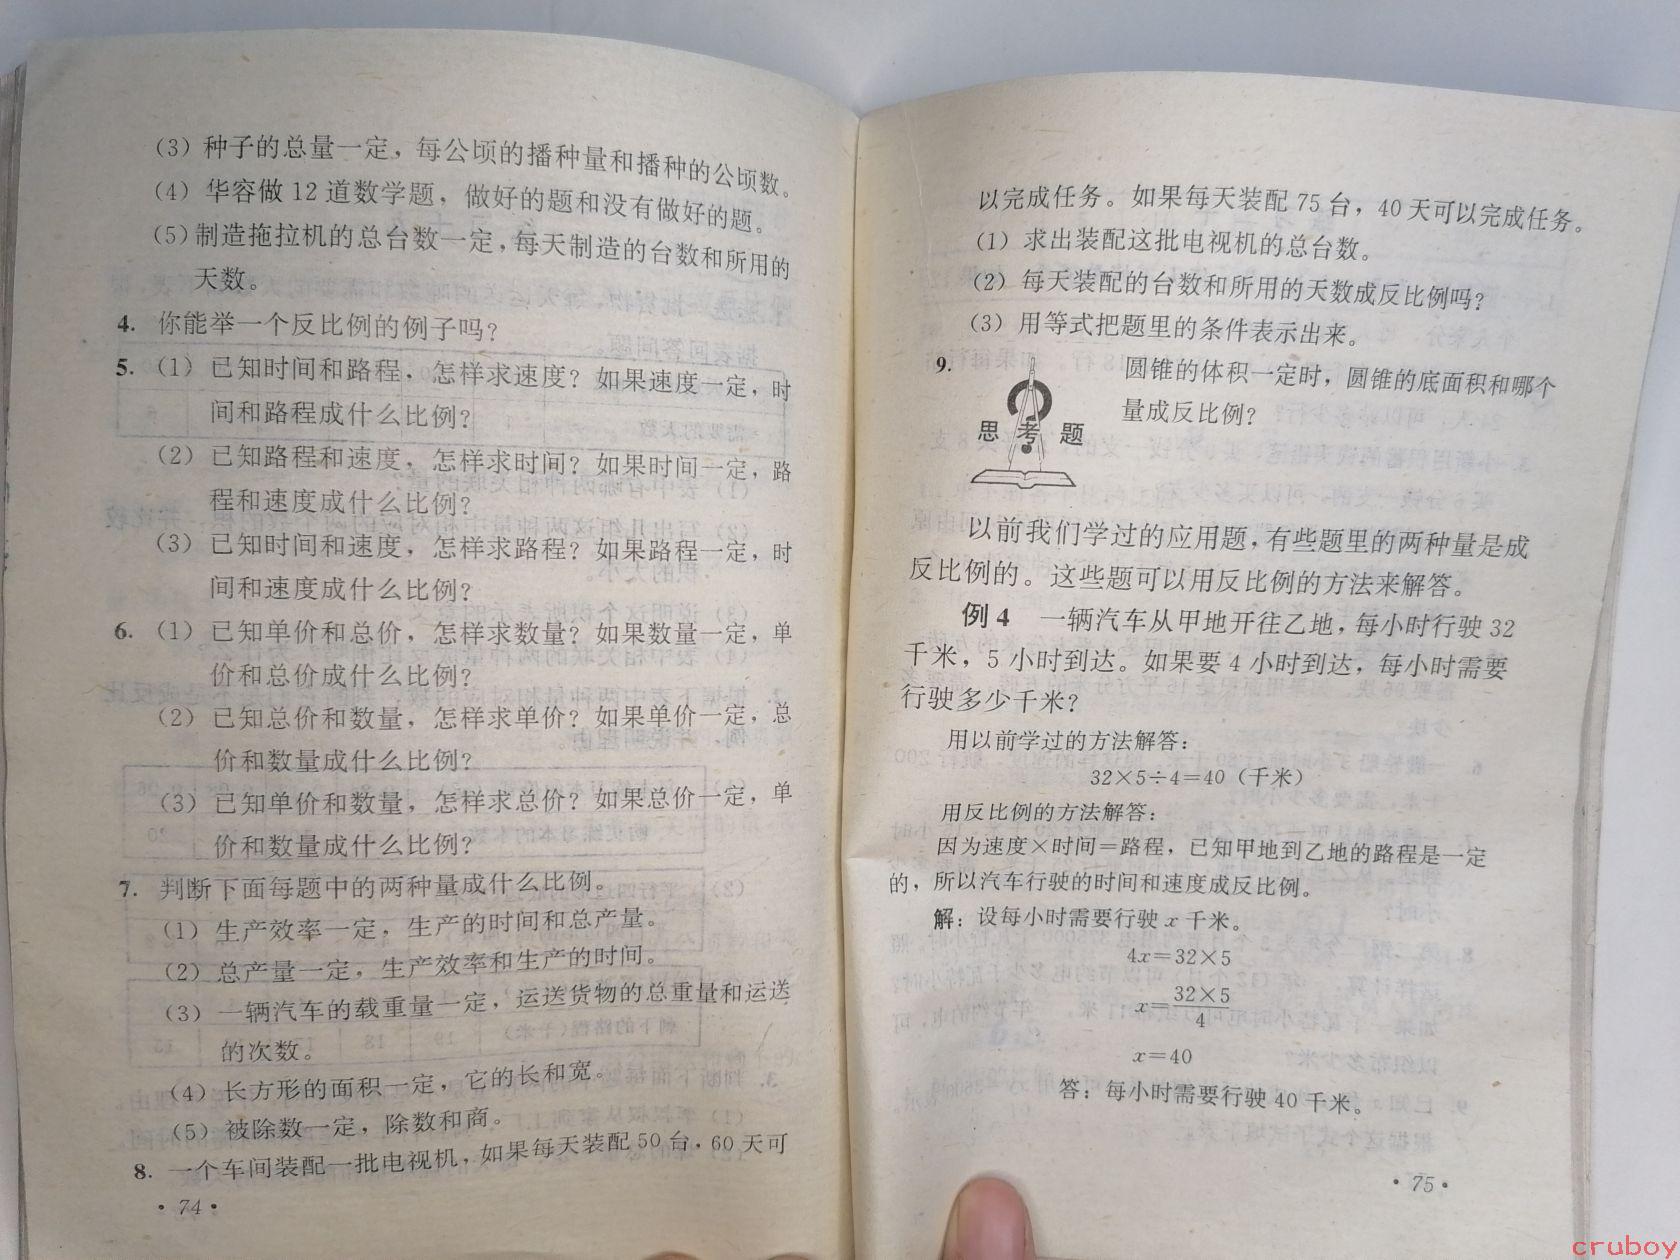 (3) 种子的总量一定，每公顷的播种量和播种的公顷数。
(4) 华容做 12 道数学题，做好的题和没有做好的题。
(5) 制造拖拉机的总台数一定，每天制造的台数和所用的
天数。
4. 你能举一个反比例的例子吗？
5. (1) 已知时间和路程，怎样求速度？如果速度一定，时
间和路程成什么比例？
(2) 已知路程和速度，怎样求时间？如果时间一定，路
程和速度成什么比例？
(3) 已知时间和速度，怎样求路程？如果路程一定，时
间和速度成什么比例？
6. (1) 已知单价和总价，怎样求数量？如果数量一定，单
价和总价成什么比例？
(2) 已知总价和数量，怎样求单价？如果单价一定，总
价和数量成什么比例？
(3) 已知单价和数量，怎样求总价？如果总价一定，单
价和数量成什么比例？
7. 判断下面每题中的两种量成什么比例。
(1) 生产效率一定，生产的时间和总产量。
(2) 总产量一定，生产效率和生产的时间。
(3) 一辆汽车的载重量一定，运送货物的总重量和运送
的次数。
(4) 长方形的面积一定，它的长和宽。
(5) 被除数一定，除数和商。
8. 一个车间装配一批电视机，如果每天装配 50 台，60 天可
· 74 ·
以完成任务。如果每天装配 75 台，40 天可以完成任务。
(1) 求出装配这批电视机的总台数。
(2) 每天装配的台数和所用的天数成反比例吗？
(3) 用等式把题里的条件表示出来。
9. 圆锥的体积一定时，圆锥的底面积和哪个
量成反比例？
思考题
以前我们学过的应用题，有些题里的两种量是成
反比例的。这些题可以用反比例的方法来解答。
例 4 一辆汽车从甲地开往乙地，每小时行驶 32
千米，5 小时到达。如果要 4 小时到达，每小时需要
行驶多少千米？
用以前学过的方法解答：
32×5÷4=40（千米）
用反比例的方法解答：
因为速度×时间=路程，已知甲地到乙地的路程是一定
的，所以汽车行驶的时间和速度成反比例。
解：设每小时需要行驶 x 千米。
4x=32×5
x=32×5/4
x=40
答：每小时需要行驶 40 千米。
· 75 ·
cruboy